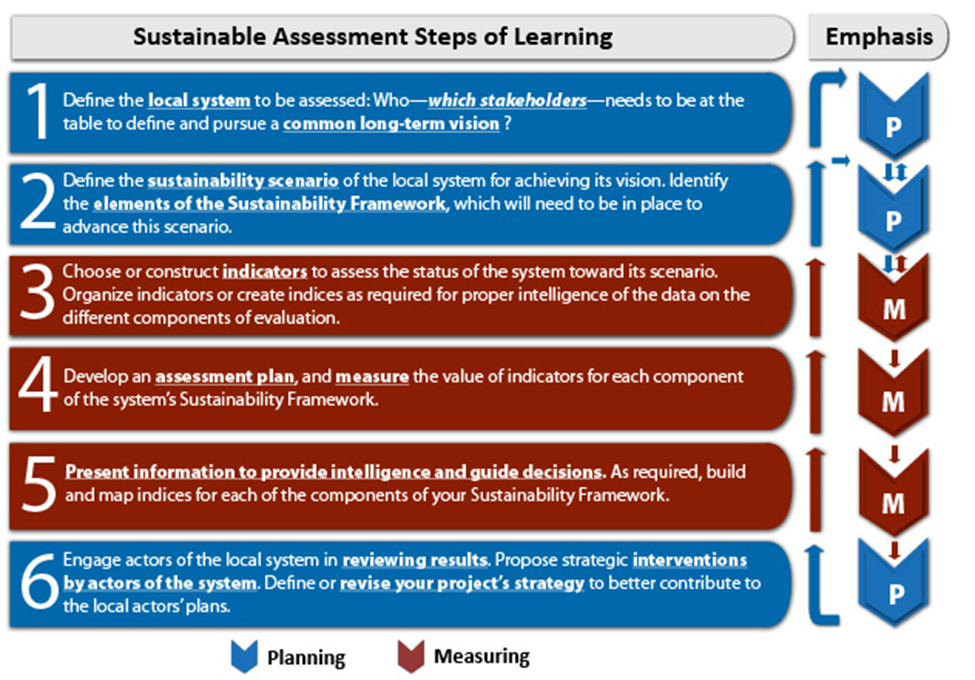 Sustainable Assessment Steps of Learning
Emphasis
1
Define the local system to be assessed: Who—which stakeholders—needs to be at the
table to define and pursue a common long-term vision ?
P
2
Define the sustainability scenario of the local system for achieving its vision. Identify
the elements of the Sustainability Framework, which will need to be in place to
advance this scenario.
P
3
Choose or construct indicators to assess the status of the system toward its scenario.
Organize indicators or create indices as required for proper intelligence of the data on the
different components of evaluation.
M
4
Develop an assessment plan, and measure the value of indicators for each component
of the system's Sustainability Framework.
M
5
Present information to provide intelligence and guide decisions. As required, build
and map indices for each of the components of your Sustainability Framework.
M
6
Engage actors of the local system in reviewing results. Propose strategic interventions
by actors of the system. Define or revise your project's strategy to better contribute to
the local actors' plans.
P
Planning
Measuring